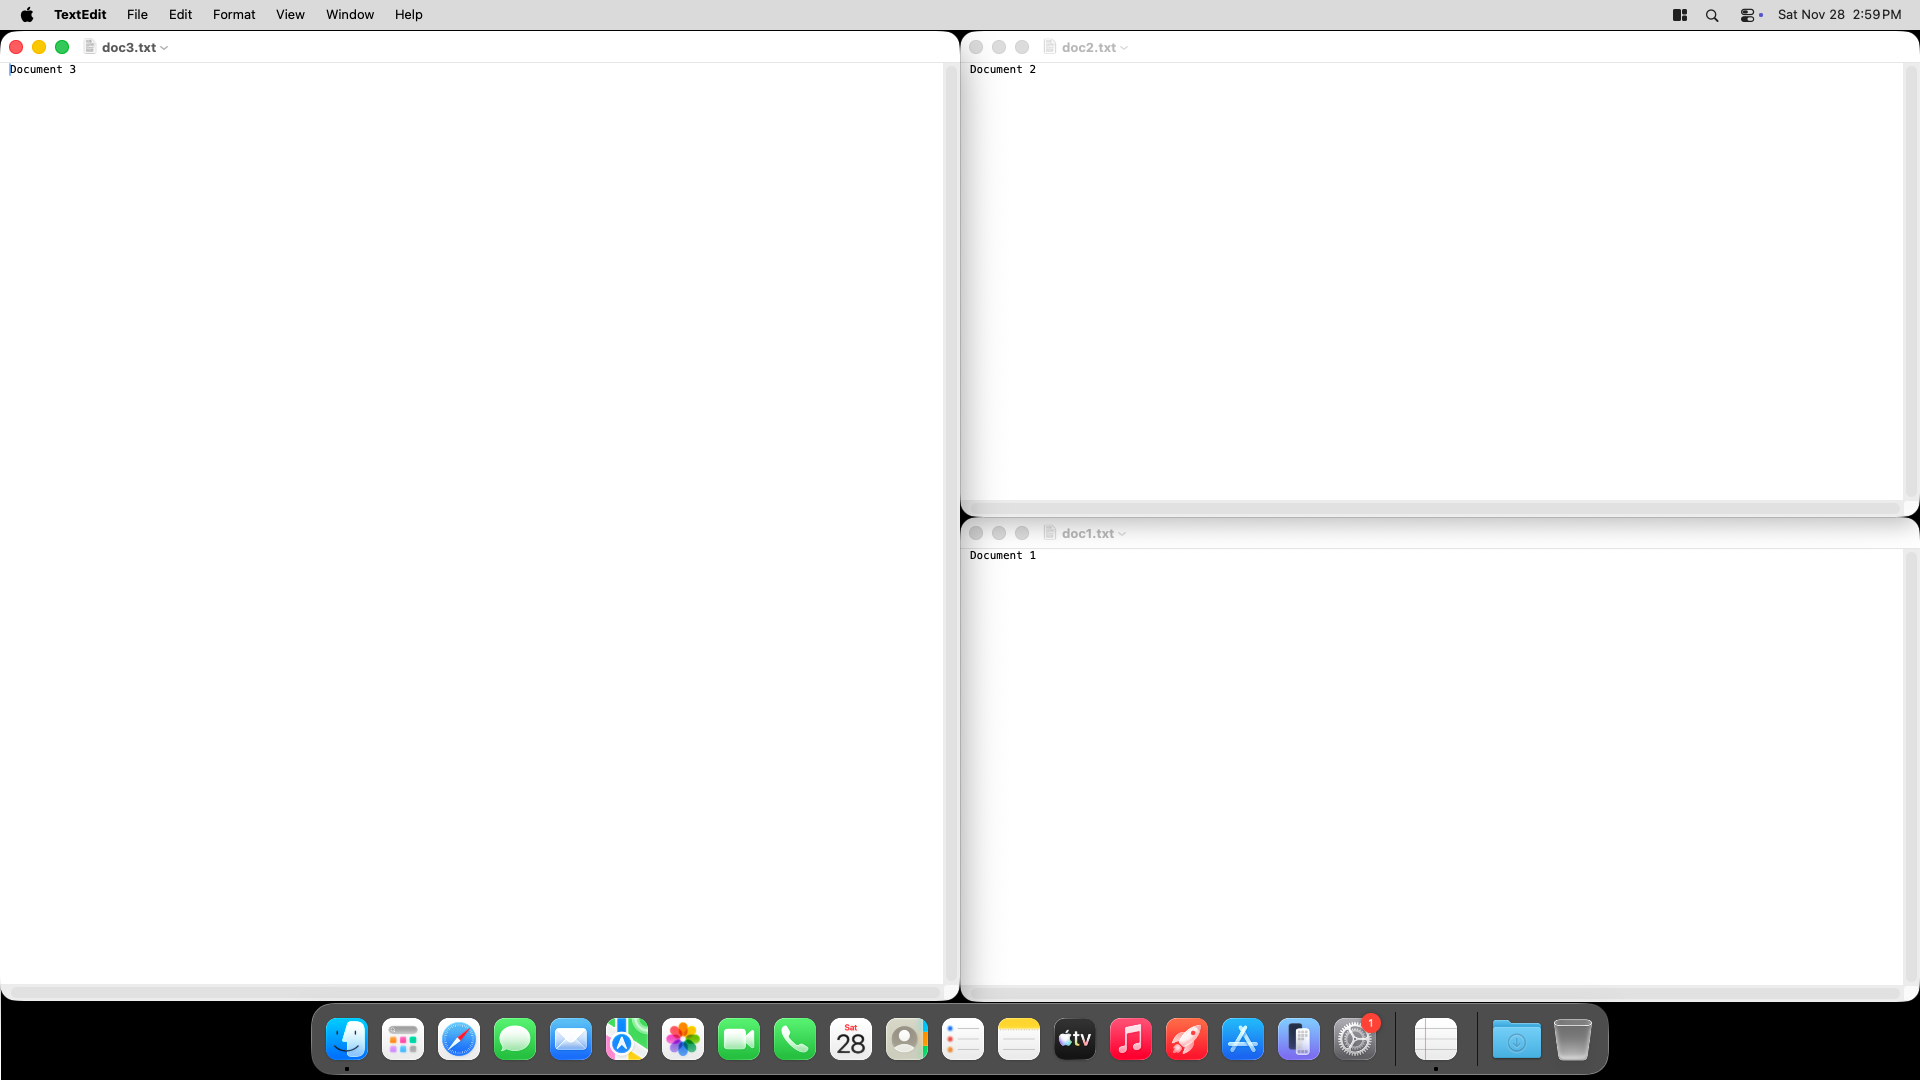 TextEdit File Edit Format View Window Help Sat Nov 28 2:59 PM
doc3.txt
Document 3
doc2.txt
Document 2
doc1.txt
Document 1
Sat
28
tv
1